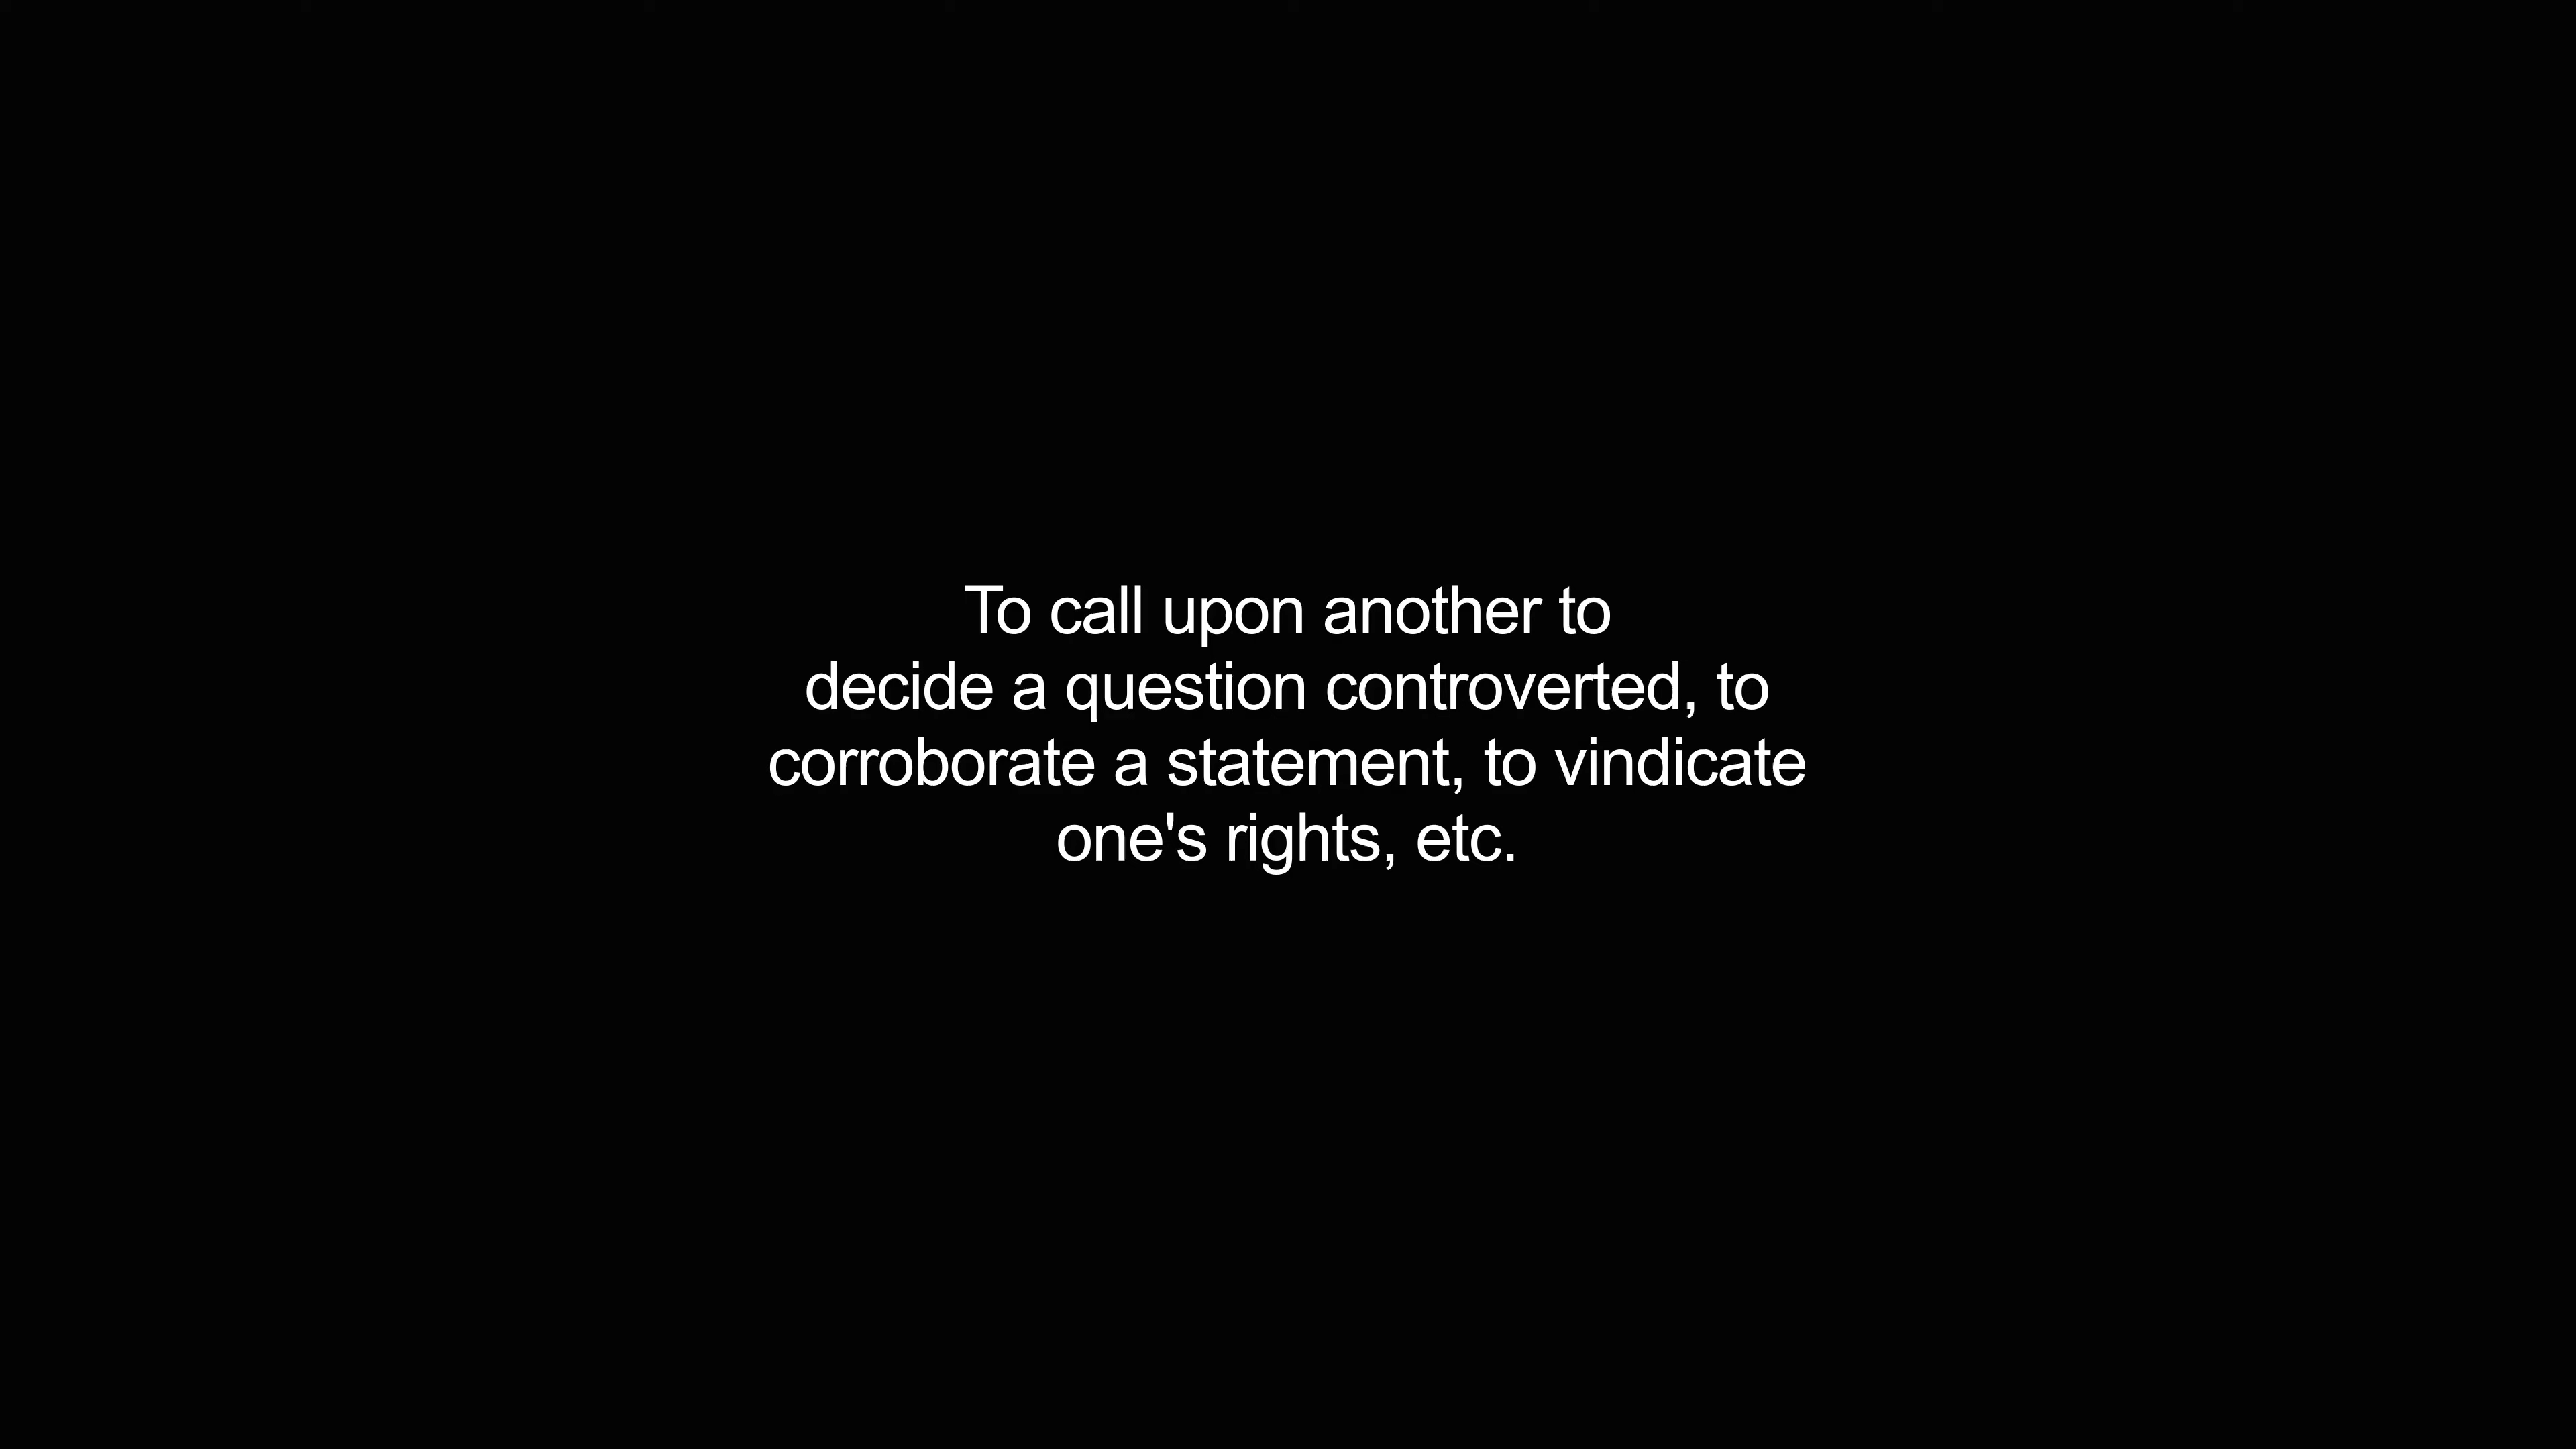 To call upon another to
decide a question controverted, to
corroborate a statement, to vindicate
one's rights, etc.